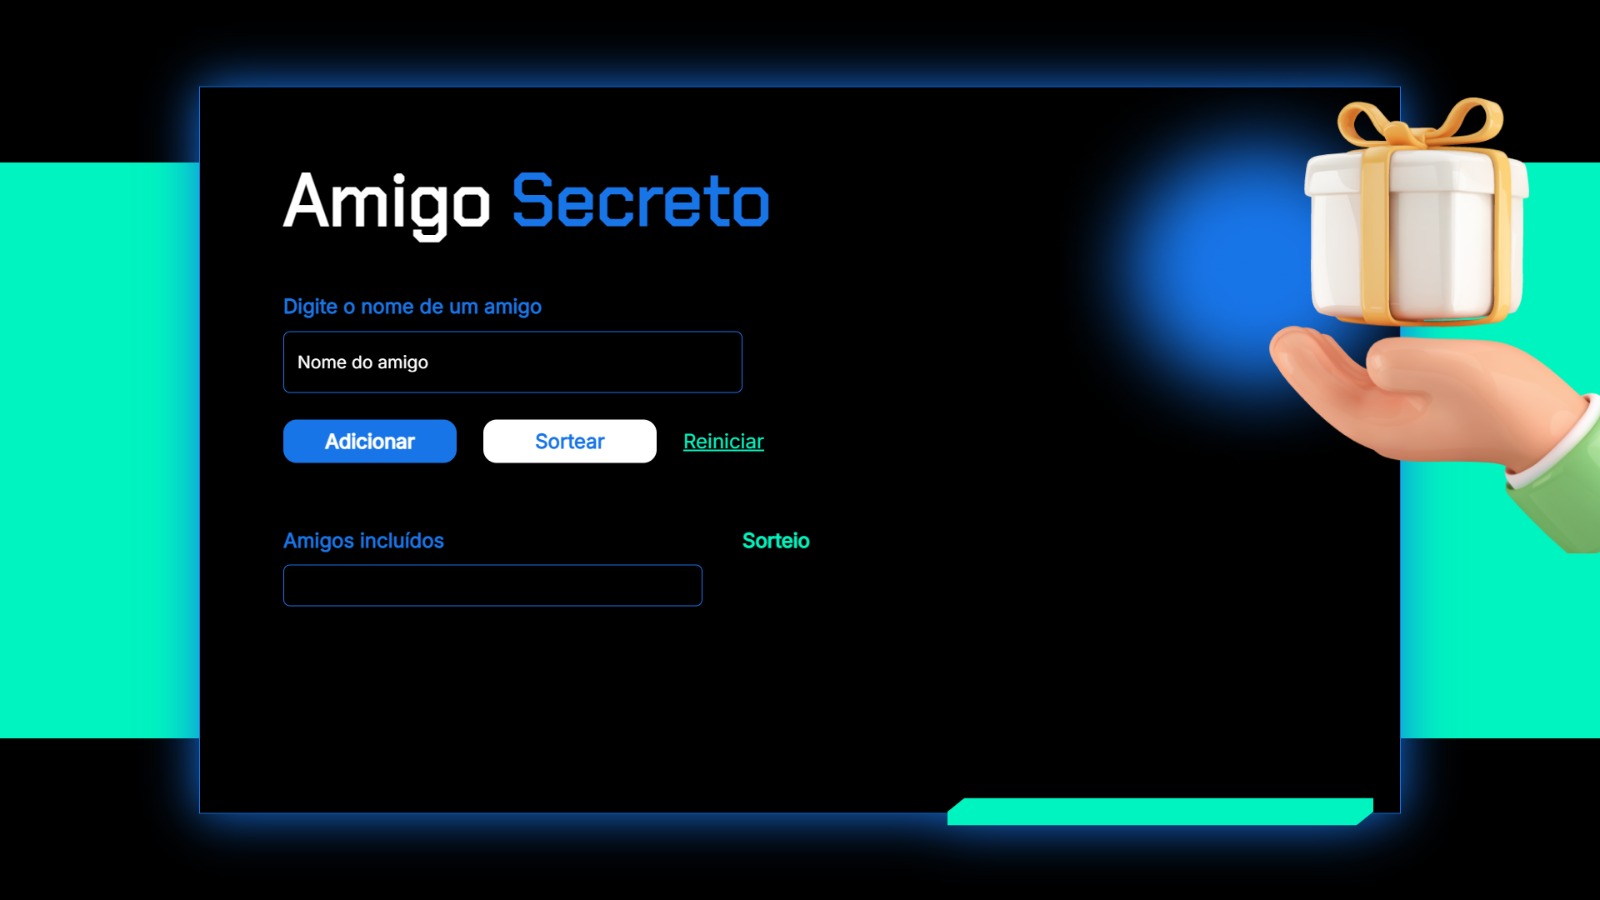 Amigo Secreto
Digite o nome de um amigo
Nome do amigo
Adicionar Sortear Reiniciar
Amigos incluídos Sorteio